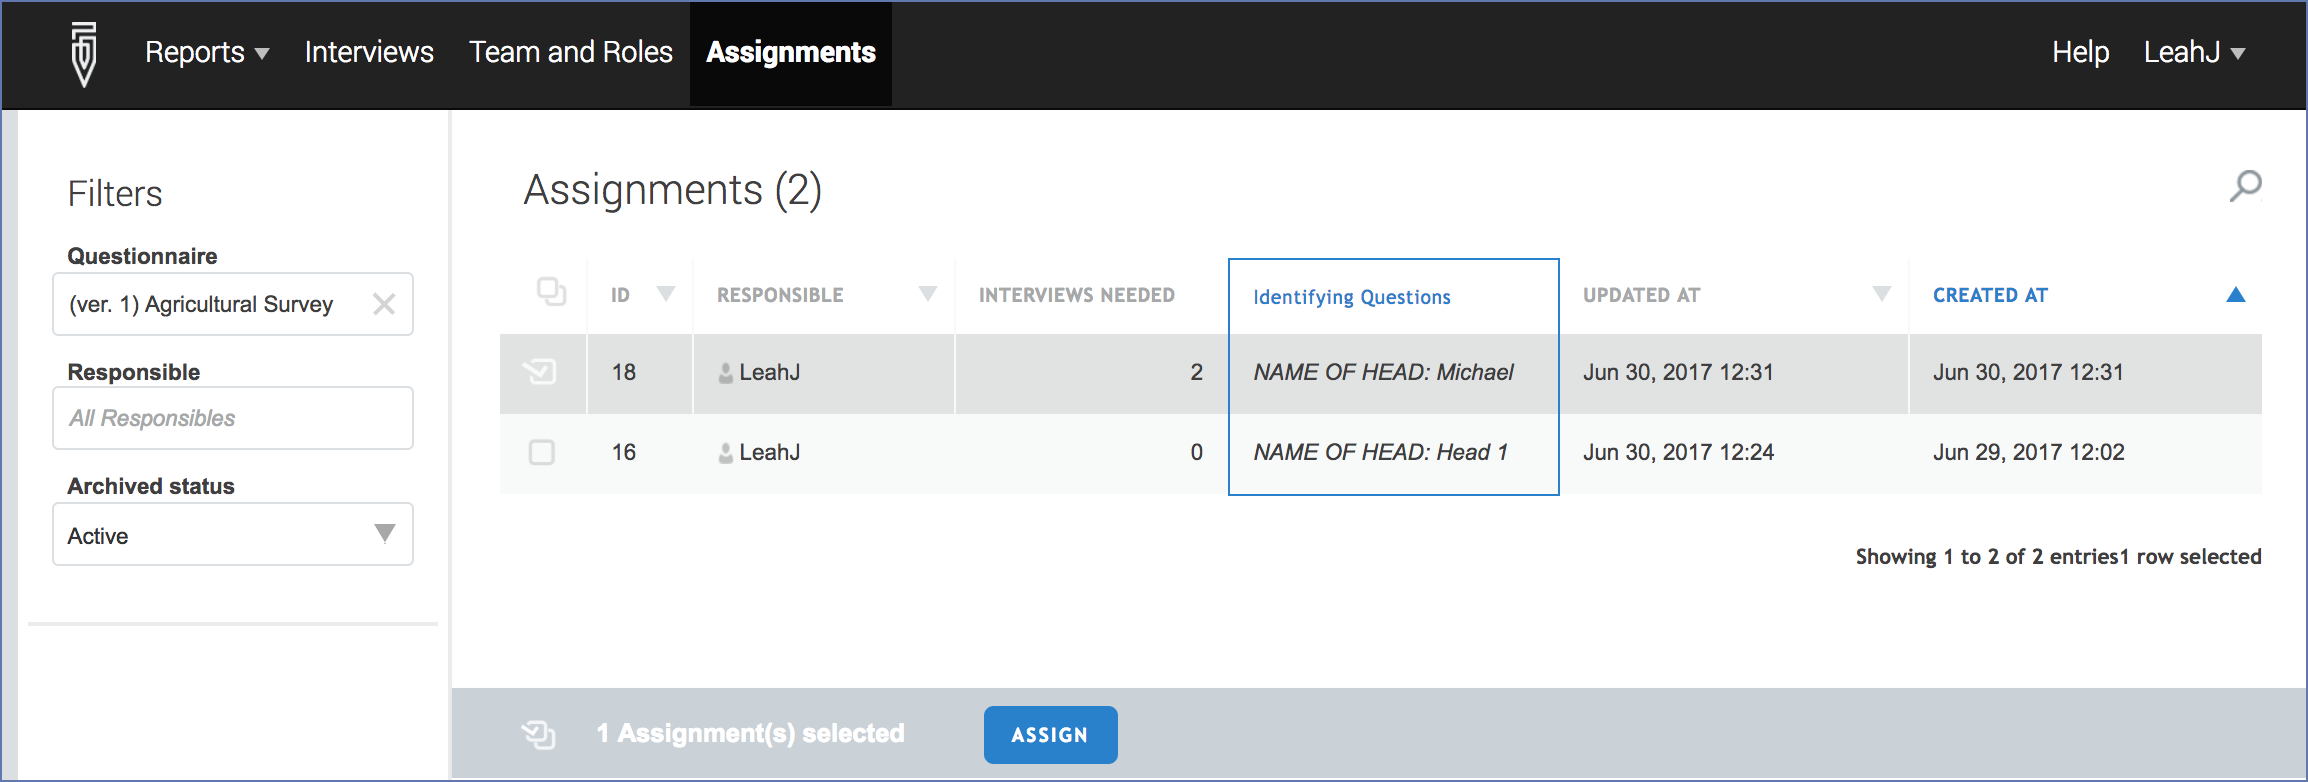 Reports Interviews Team and Roles Assignments Help LeahJ
Filters
Questionnaire
(ver. 1) Agricultural Survey
Responsible
All Responsibles
Archived status
Active
Assignments (2)
ID RESPONSIBLE INTERVIEWS NEEDED Identifying Questions UPDATED AT CREATED AT
18 LeahJ 2 NAME OF HEAD: Michael Jun 30, 2017 12:31 Jun 30, 2017 12:31
16 LeahJ 0 NAME OF HEAD: Head 1 Jun 30, 2017 12:24 Jun 29, 2017 12:02
Showing 1 to 2 of 2 entries1 row selected
1 Assignment(s) selected ASSIGN